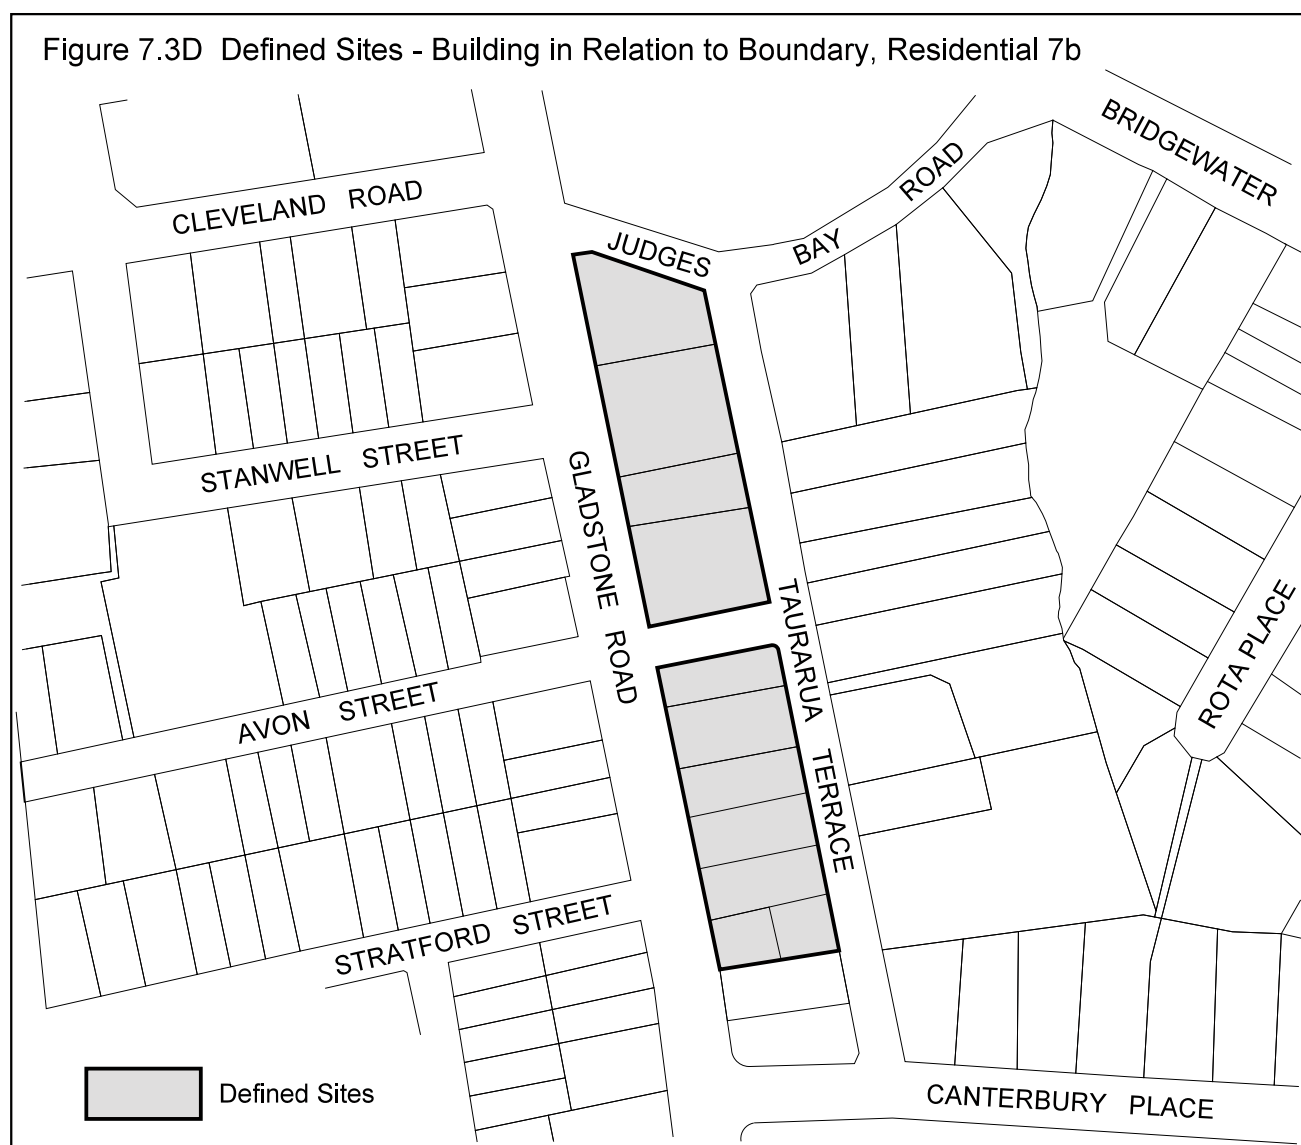 Figure 7.3D Defined Sites - Building in Relation to Boundary, Residential 7b
BRIDGEWATER
CLEVELAND ROAD
JUDGES BAY ROAD
STANWELL STREET
GLADSTONE ROAD
TAURARUA TERRACE
ROTA PLACE
AVON STREET
STRATFORD STREET
Defined Sites
CANTERBURY PLACE